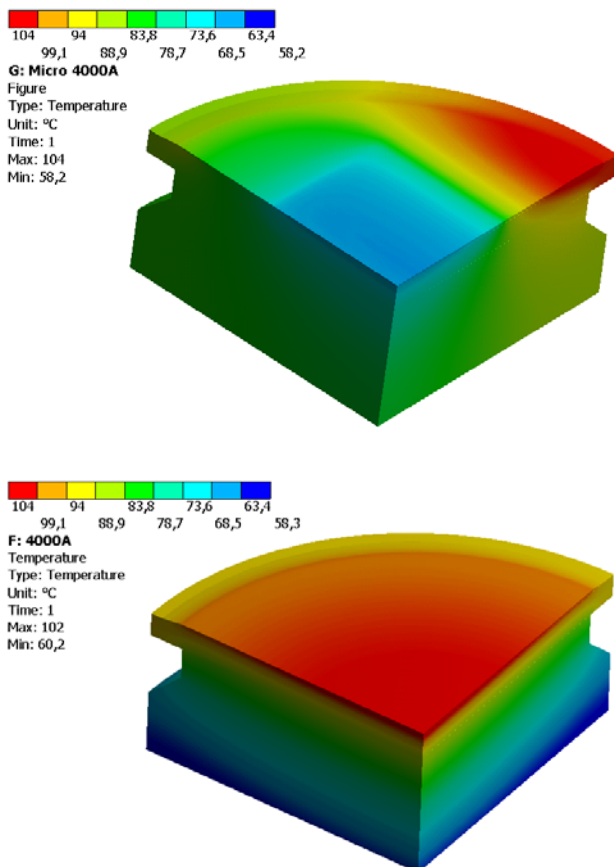 104 94 83,8 73,6 63,4
99,1 88,9 78,7 68,5 58,2
G: Micro 4000A
Figure
Type: Temperature
Unit: °C
Time: 1
Max: 104
Min: 58,2
104 94 83,8 73,6 63,4
99,1 88,9 78,7 68,5 58,3
F: 4000A
Temperature
Type: Temperature
Unit: °C
Time: 1
Max: 102
Min: 60,2